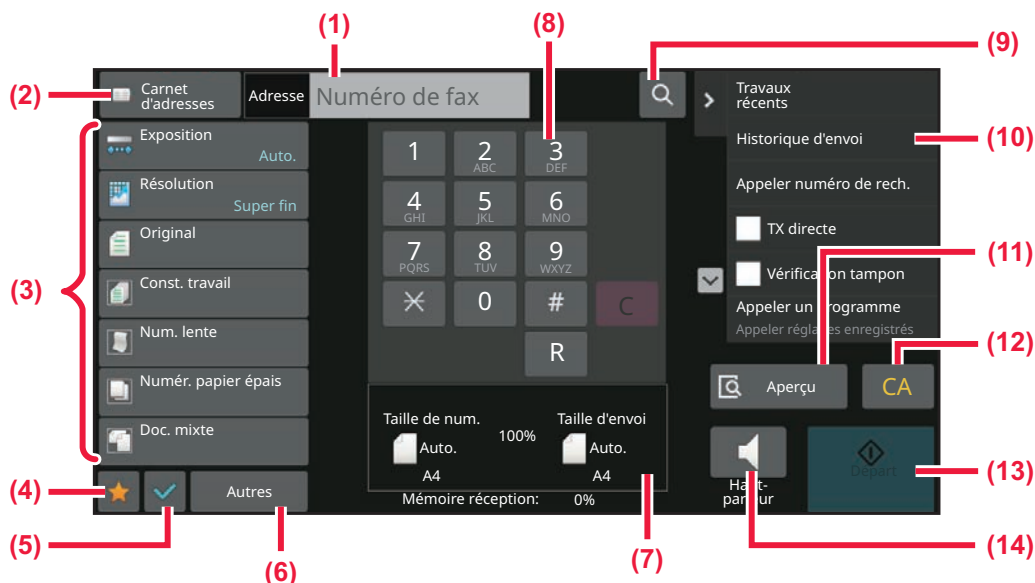 (1)
(8)
(9)
(2)
Carnet d'adresses
Adresse
Numéro de fax
Travaux récents
(3)
Exposition
Auto.
Résolution
Super fin
Original
Const. travail
Num. lente
Numér. papier épais
Doc. mixte
1
2
ABC
3
DEF
4
GHI
5
JKL
6
MNO
7
PQRS
8
TUV
9
WXYZ
0
#
C
R
Historique d'envoi
(10)
Appeler numéro de rech.
TX directe
(11)
Vérification tampon
Appeler un programme
Appeler réglages enregistrés
(12)
Aperçu
CA
Taille de num.
Auto.
A4
100%
Taille d'envoi
Auto.
A4
Mémoire réception:
0%
Haut-
parleur
Départ
(13)
(4)
Autres
(5)
(6)
(7)
(14)